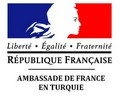 Liberté • Égalité • Fraternité
RÉPUBLIQUE FRANÇAISE
AMBASSADE DE FRANCE
EN TURQUIE